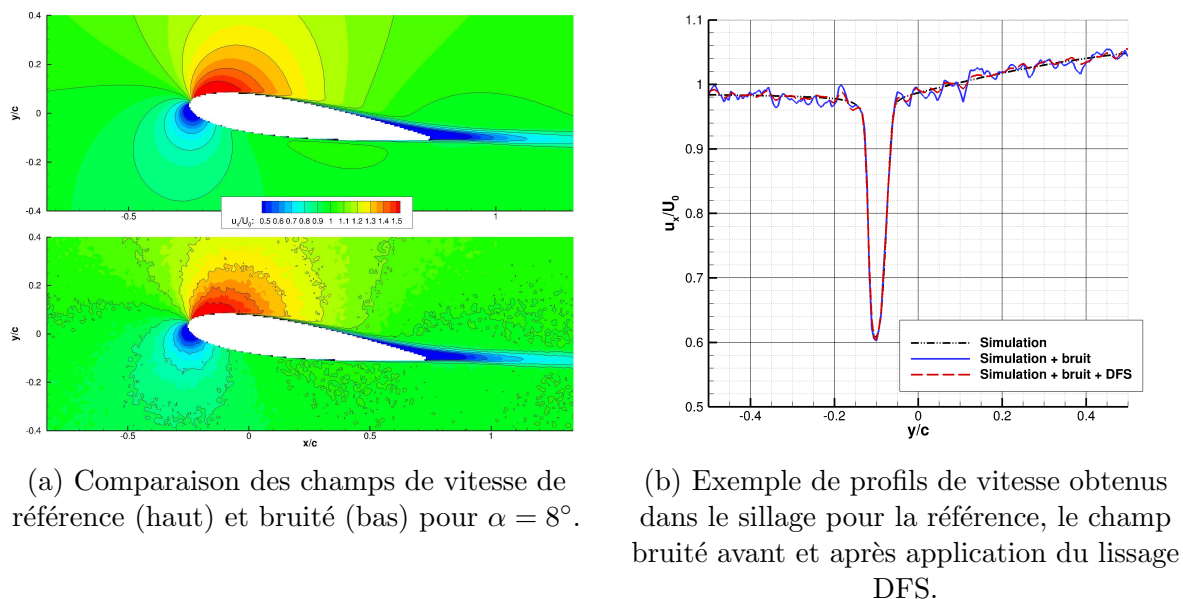 0.4
0.2
0
-0.2
-0.4
y/c
-0.5
1
uₓ/U₀: 0.5 0.6 0.7 0.8 0.9 1 1.1 1.2 1.3 1.4 1.5
0.4
0.2
0
-0.2
-0.4
y/c
-0.5 0 0.5 1
x/c
(a) Comparaison des champs de vitesse de
référence (haut) et bruité (bas) pour α = 8°.
1.1
1
0.9
0.8
0.7
0.6
0.5
uₓ/U₀
Simulation
Simulation + bruit
Simulation + bruit + DFS
-0.4 -0.2 0 0.2 0.4
y/c
(b) Exemple de profils de vitesse obtenus
dans le sillage pour la référence, le champ
bruité avant et après application du lissage
DFS.